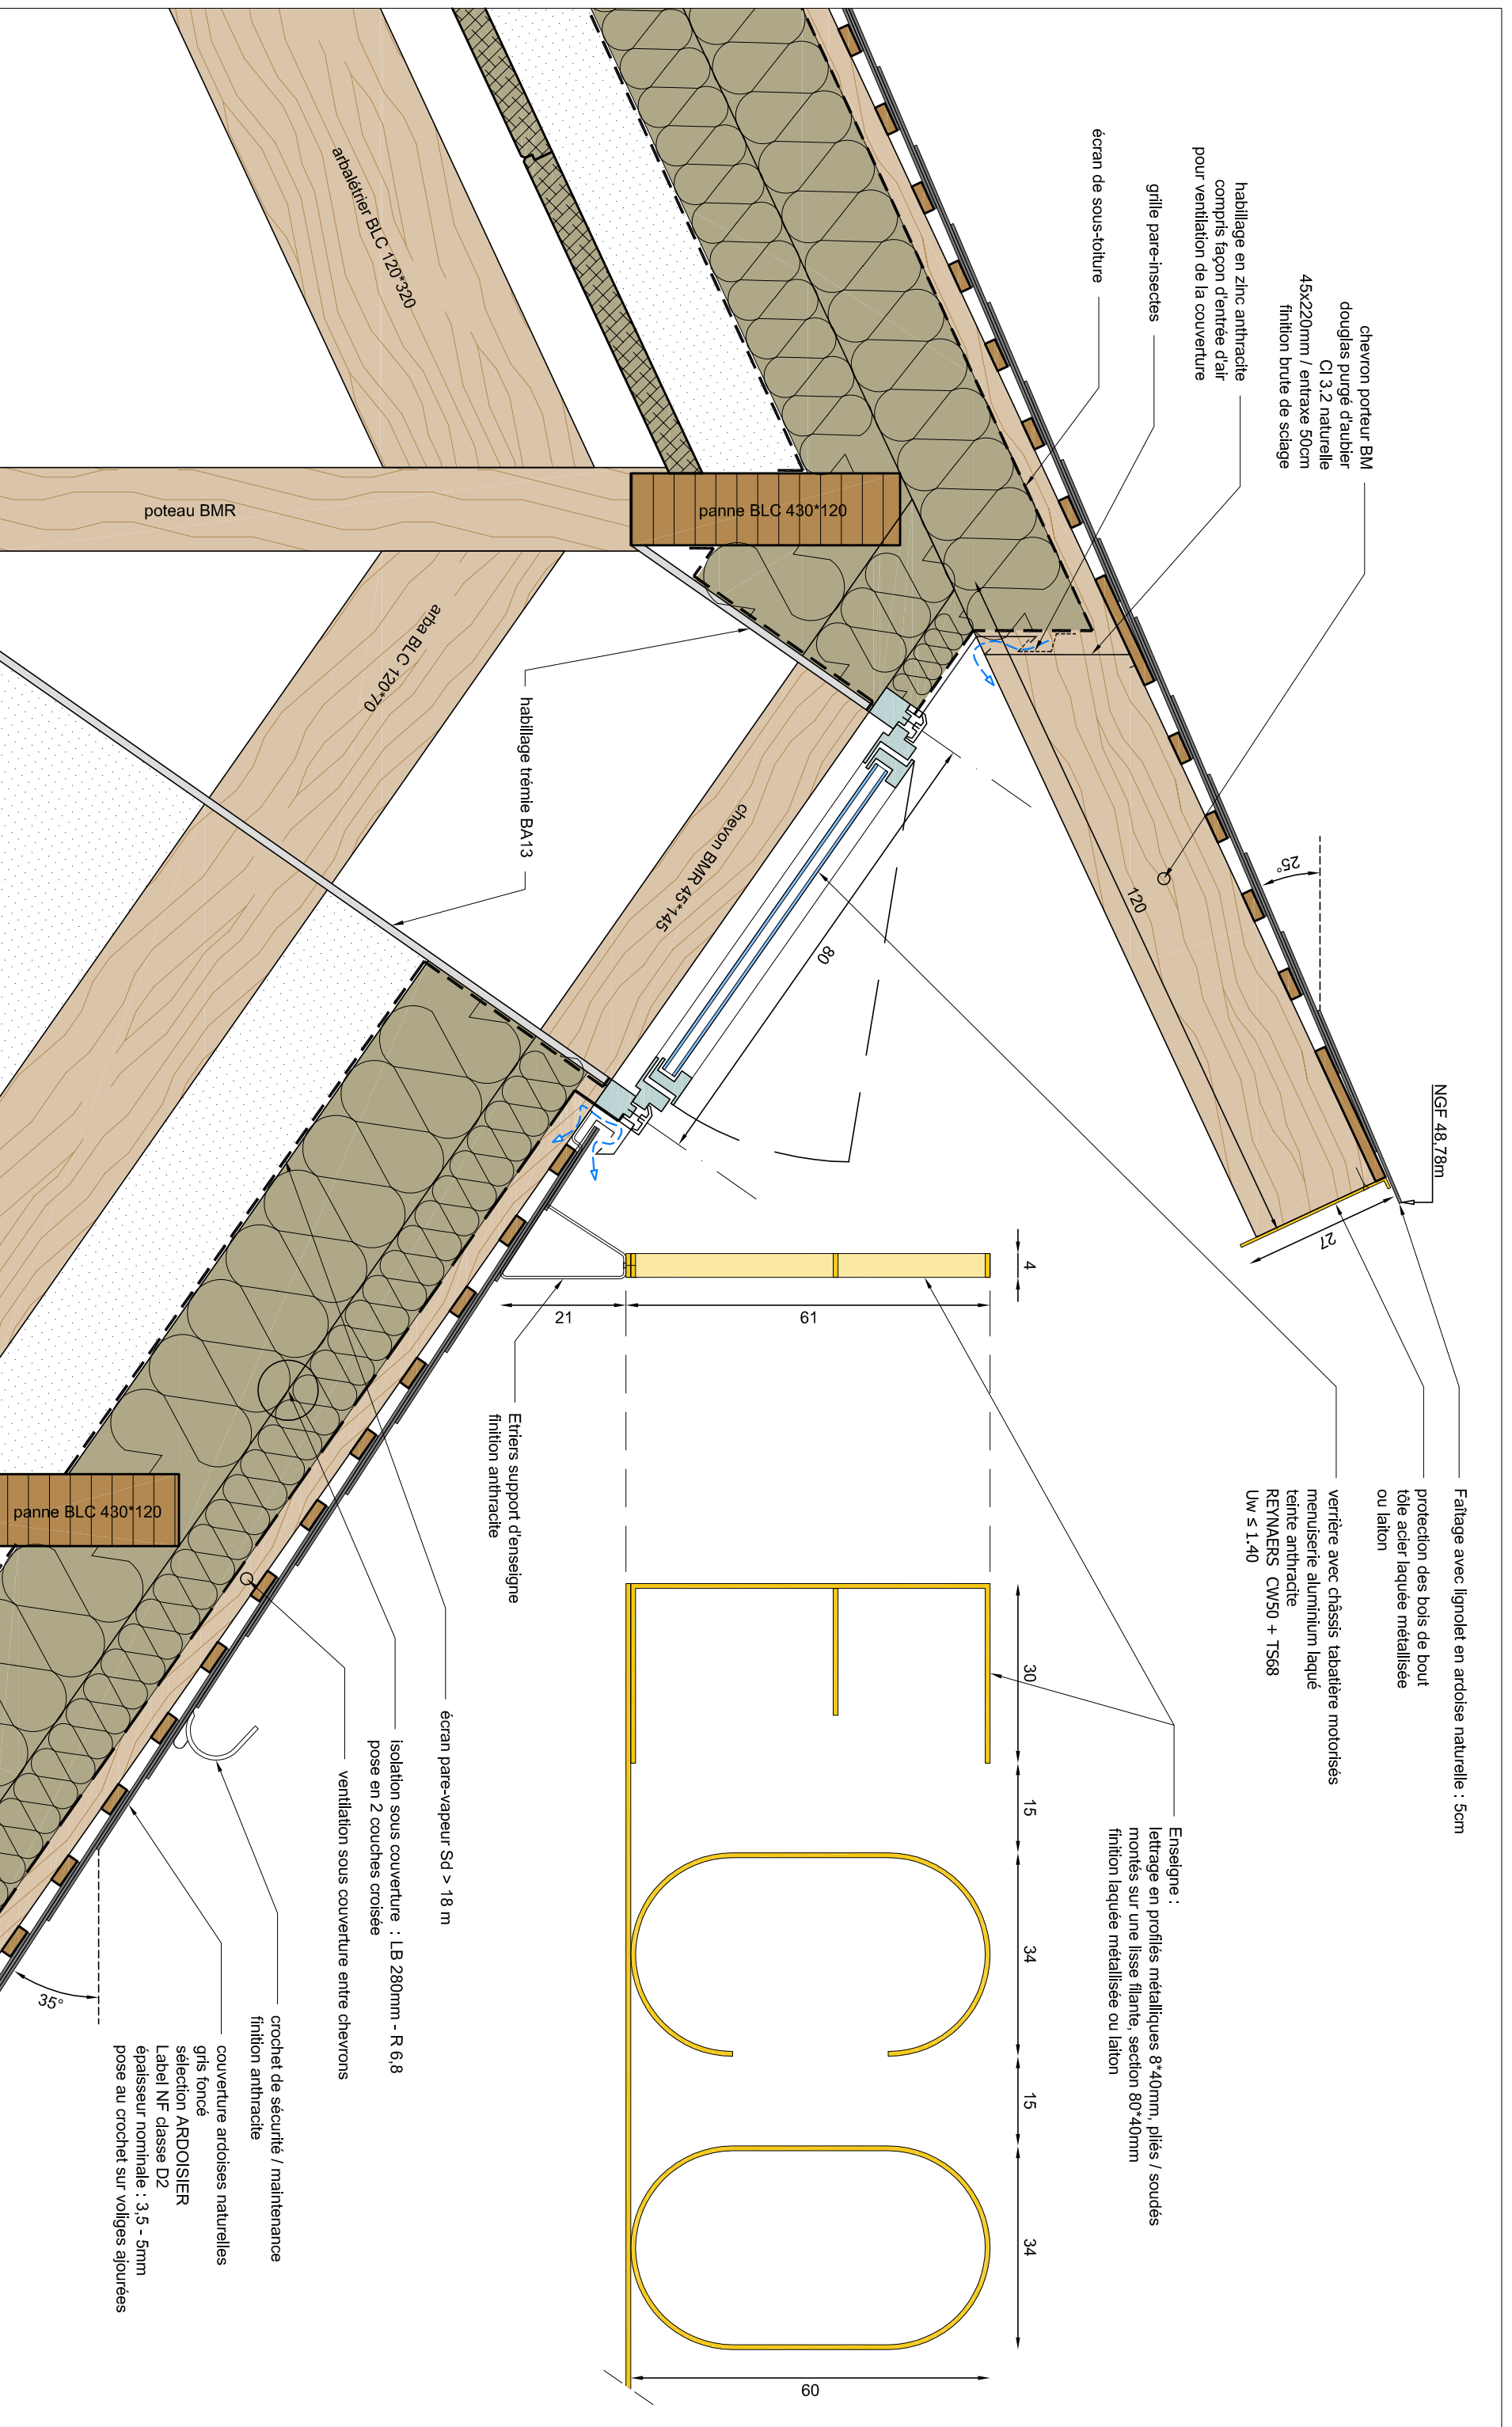 NGF 48,78m
Faîtage avec lignolet en ardoise naturelle : 5cm
protection des bois de bout
tôle acier laquée métallisée
ou laiton
chevron porteur BM
douglas purgé d'aubier
Cl 3.2 naturelle
45x220mm / entraxe 50cm
finition brute de sciage
25°
27
verrière avec châssis tabatière motorisés
menuiserie aluminium laqué
teinte anthracite
REYNAERS CW50 + TS68
Uw ≤ 1.40
habillage en zinc anthracite
compris façon d'entrée d'air
pour ventilation de la couverture
grille pare-insectes
écran de sous-toiture
120
Enseigne :
lettrage en profilés métalliques 8*40mm, pliés / soudés
montés sur une lisse filante, section 80*40mm
finition laquée métallisée ou laiton
4
30
15
34
15
34
80
61
60
panne BLC 430*120
chevon BMR 45*145
21
habillage trémie BA13
Etriers support d'enseigne
finition anthracite
arbalétrier BLC 120*320
arba BLC 120*70
écran pare-vapeur Sd > 18 m
isolation sous couverture : LB 280mm - R 6,8
pose en 2 couches croisée
ventilation sous couverture entre chevrons
poteau BMR
crochet de sécurité / maintenance
finition anthracite
couverture ardoises naturelles
gris foncé
sélection ARDOISIER
Label NF classe D2
épaisseur nominale : 3,5 - 5mm
pose au crochet sur voliges ajourées
panne BLC 430*120
35°